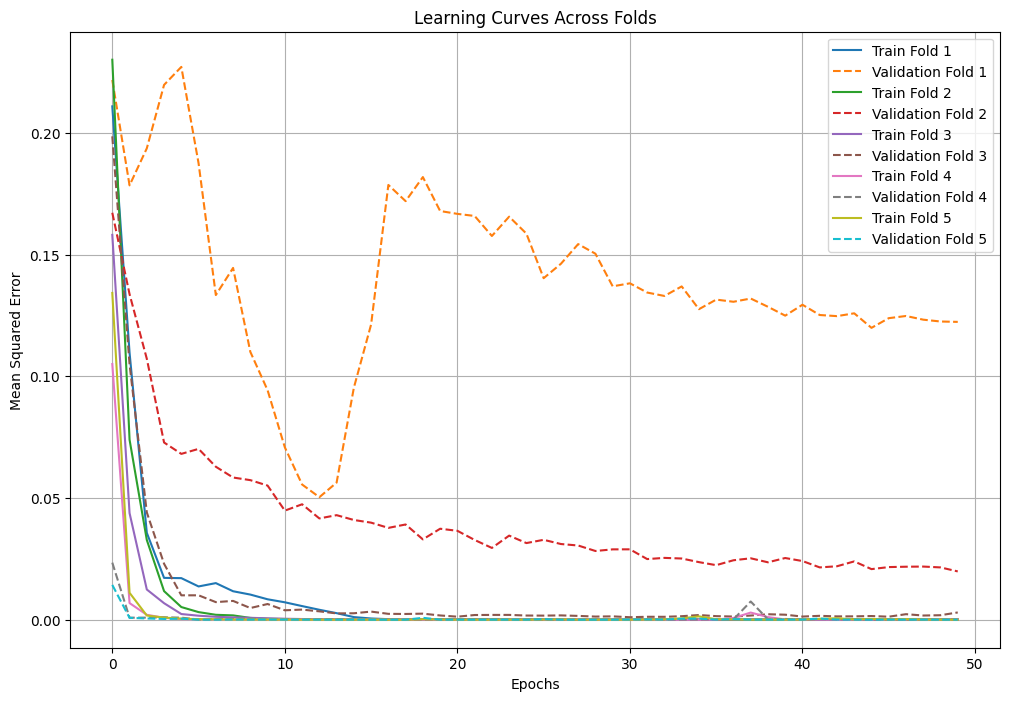 Learning Curves Across Folds
Train Fold 1
Validation Fold 1
Train Fold 2
Validation Fold 2
Train Fold 3
Validation Fold 3
Train Fold 4
Validation Fold 4
Train Fold 5
Validation Fold 5
Mean Squared Error
0.20
0.15
0.10
0.05
0.00
0 10 20 30 40 50
Epochs